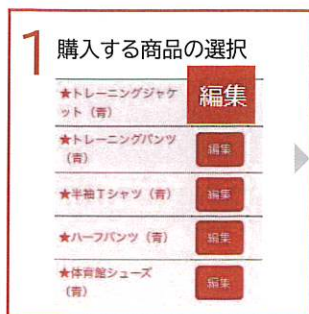 1 購入する商品の選択
★トレーニングジャケ
ット（青）
編集
★トレーニングパンツ
（青）
編集
★半袖Tシャツ（青）
編集
★ハーフパンツ（青）
編集
★体育館シューズ
（青）
編集